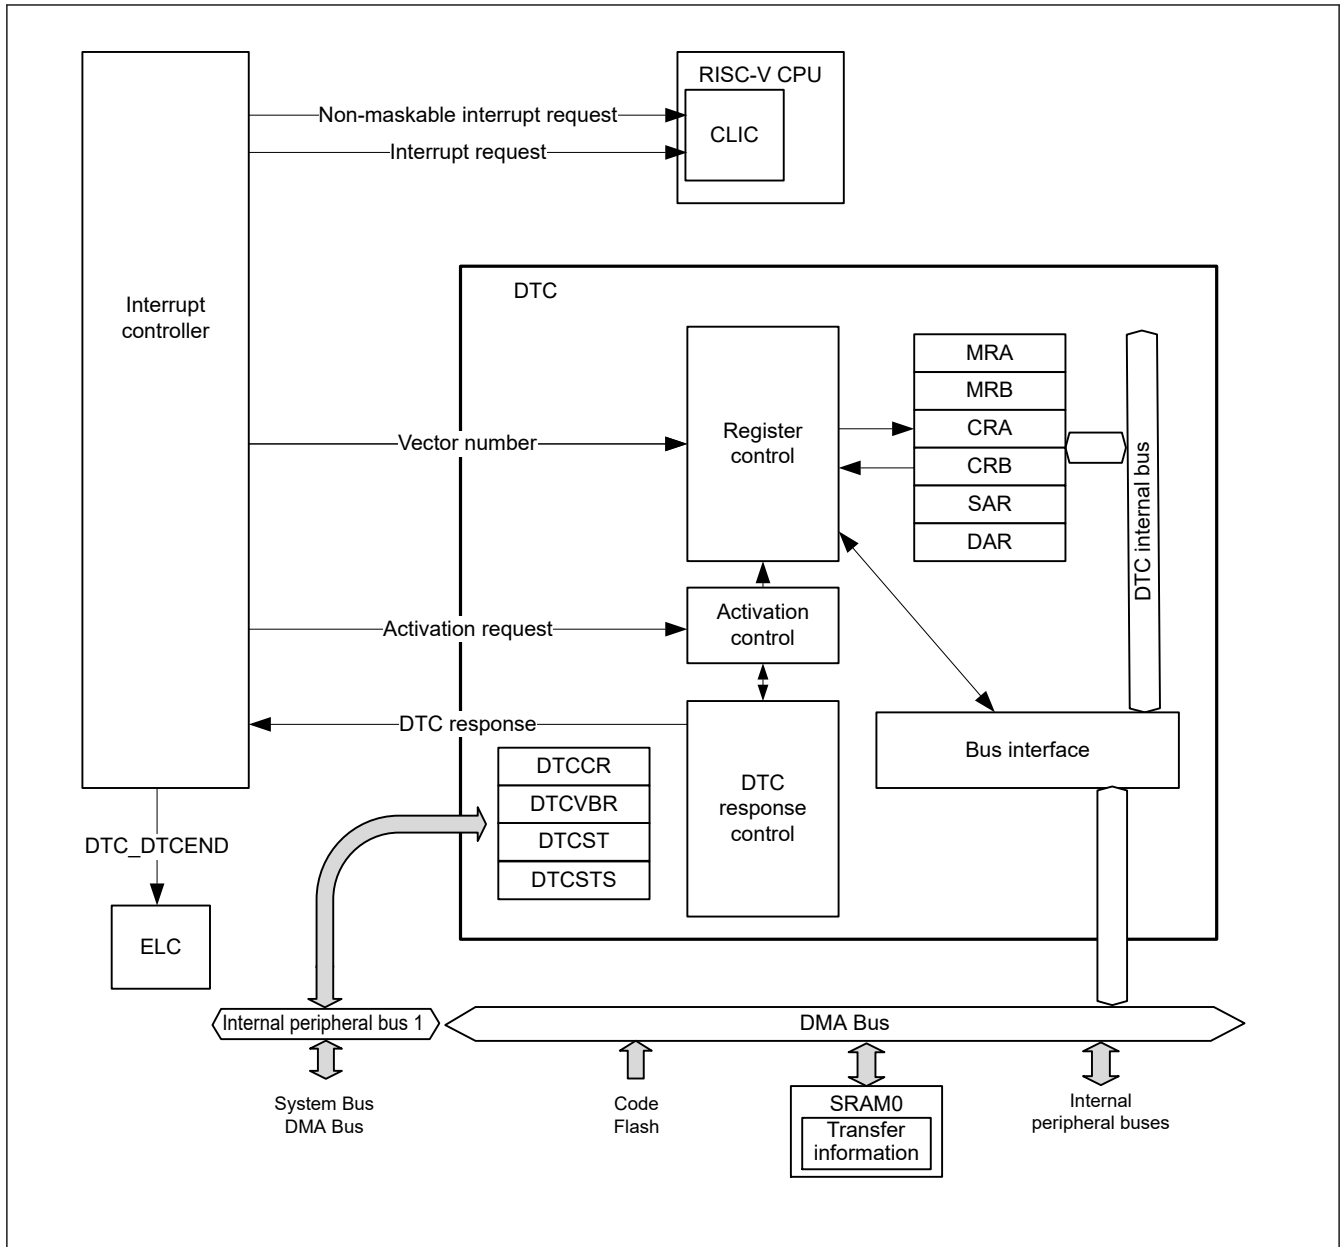 RISC-V CPU
Non-maskable interrupt request
CLIC
Interrupt request
Interrupt
controller
DTC
MRA
MRB
CRA
CRB
SAR
DAR
Register
control
Vector number
DTC internal bus
Activation
control
Activation request
DTC response
Bus interface
DTCCR
DTCVBR
DTCST
DTCSTS
DTC
response
control
DTC_DTCEND
ELC
Internal peripheral bus 1
DMA Bus
System Bus
DMA Bus
Code
Flash
SRAM0
Transfer
information
Internal
peripheral buses